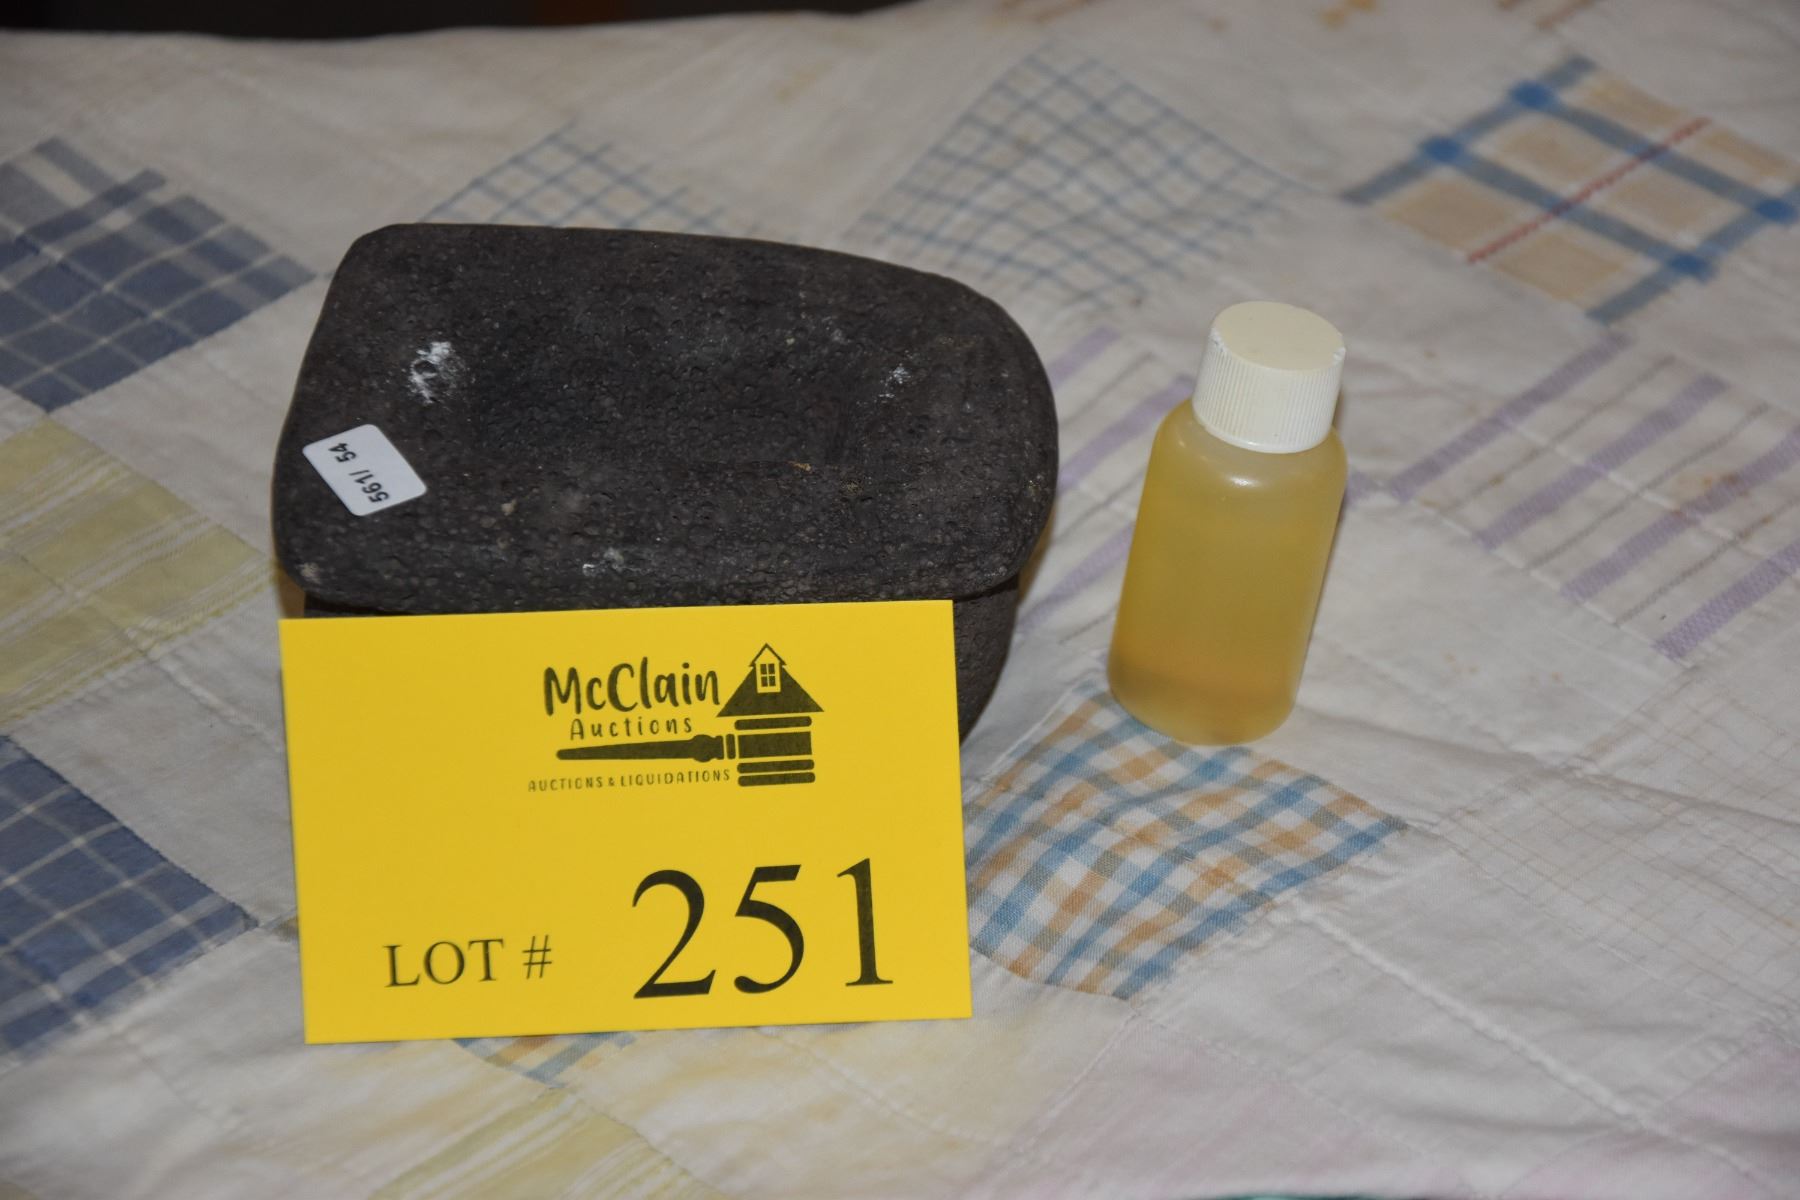 561/ 54
McClain
Auctions
AUCTIONS & LIQUIDATIONS
LOT # 251